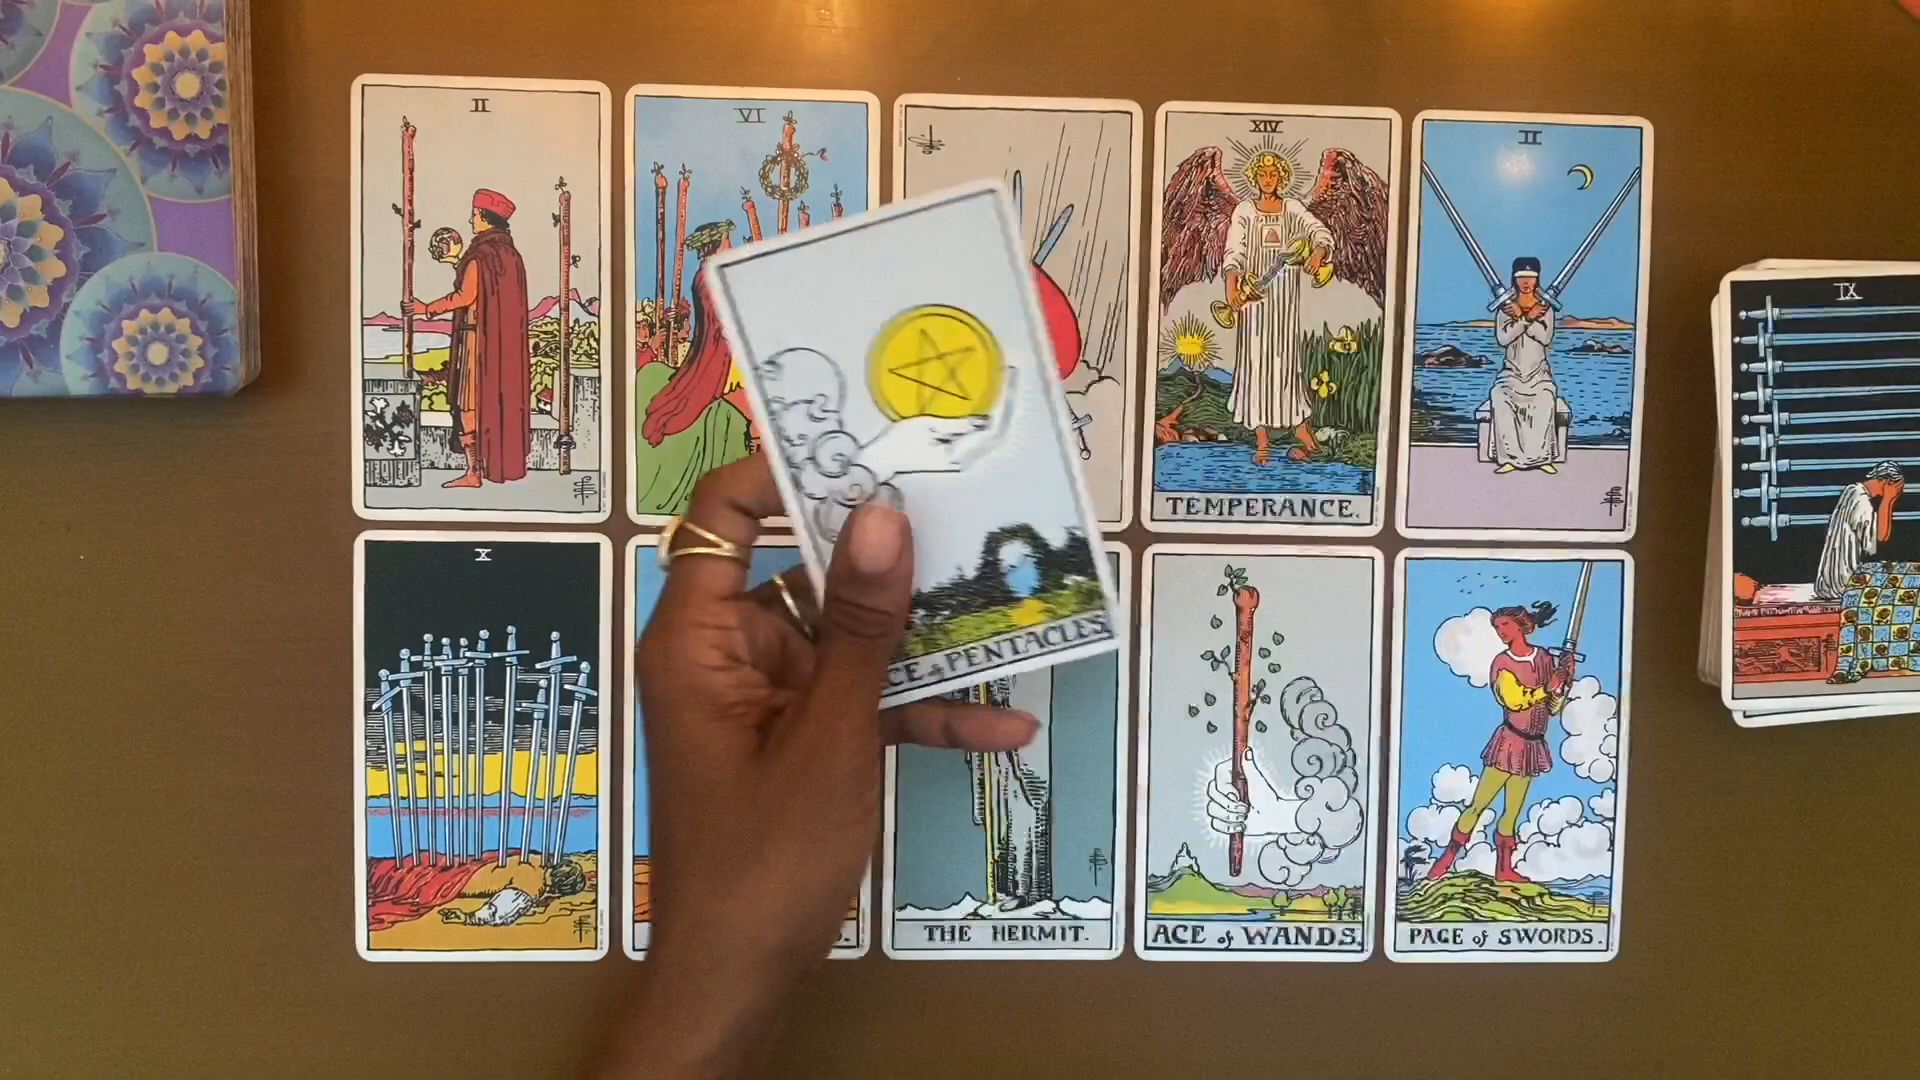 II
VI
XIV
II
TEMPERANCE.
IX
CE of PENTACLES
X
S.
THE HERMIT.
ACE of WANDS.
PAGE of SWORDS.